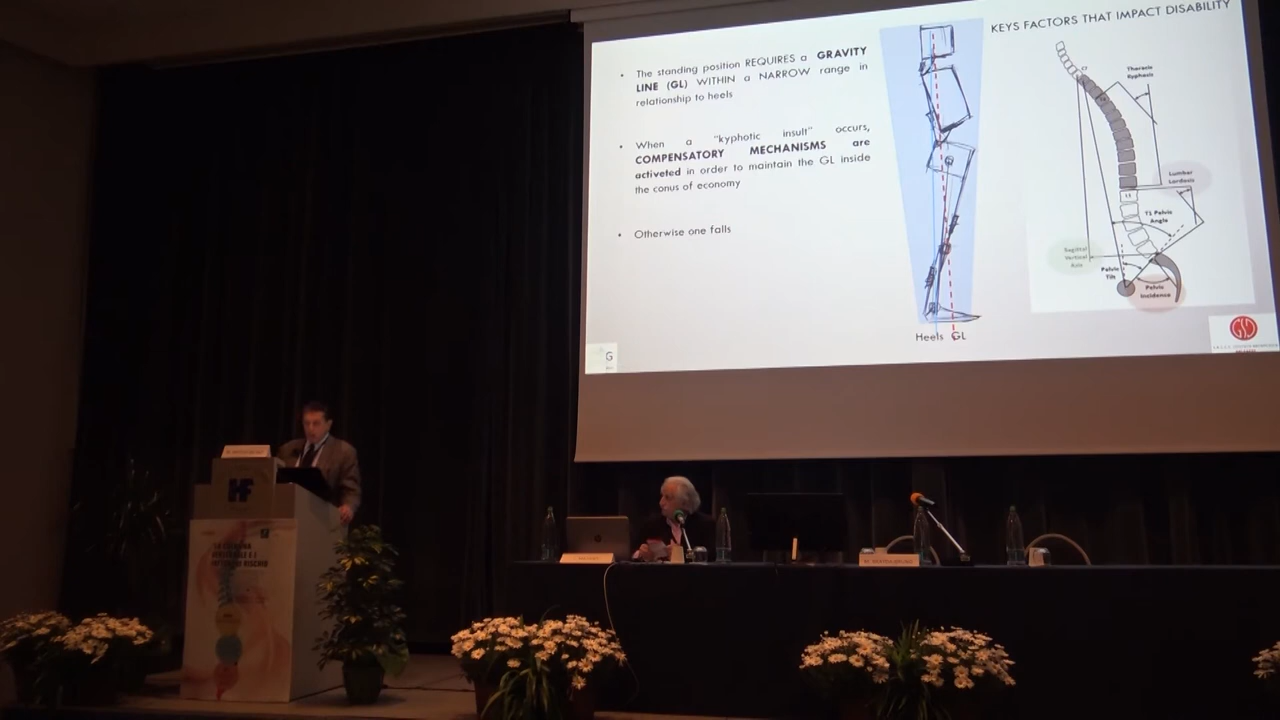 KEYS FACTORS THAT IMPACT DISABILITY
• The standing position REQUIRES a GRAVITY
LINE (GL) WITHIN a NARROW range in
relationship to heels
• When a "kyphotic insult" occurs,
COMPENSATORY MECHANISMS are
activeted in order to maintain the GL inside
the conus of economy
• Otherwise one falls
Heels GL
Thoracic
Kyphosis
Lumbar
Lordosis
T1 Pelvic
Angle
Sagittal
Vertical
Axis
Pelvic
Tilt
Pelvic
Incidence
G
GSD
HF